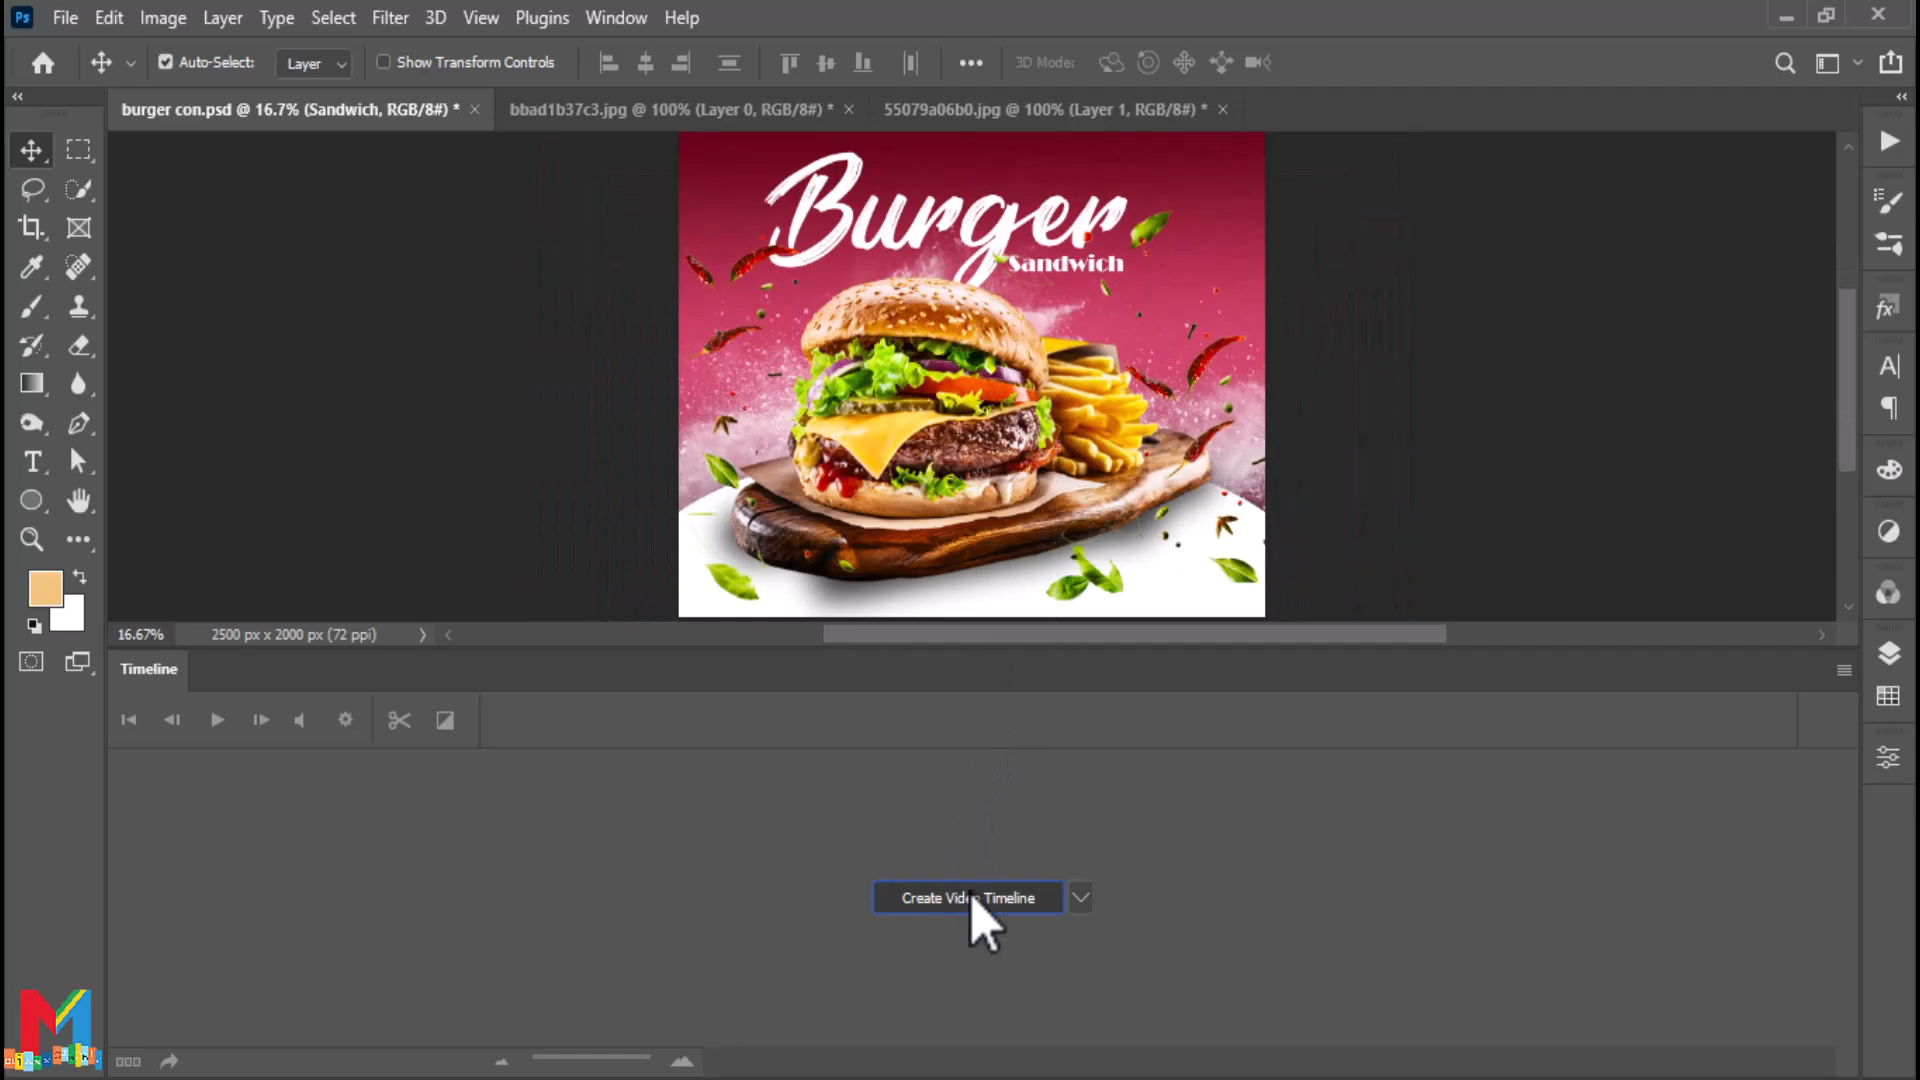 Ps File Edit Image Layer Type Select Filter 3D View Plugins Window Help
Auto-Select: Layer Show Transform Controls 3D Mode:
burger con.psd @ 16.7% (Sandwich, RGB/8#) * × bbad1b37c3.jpg @ 100% (Layer 0, RGB/8#) * × 55079a06b0.jpg @ 100% (Layer 1, RGB/8#) * ×
Burger
Sandwich
16.67% 2500 px x 2000 px (72 ppi)
Timeline
Create Video Timeline